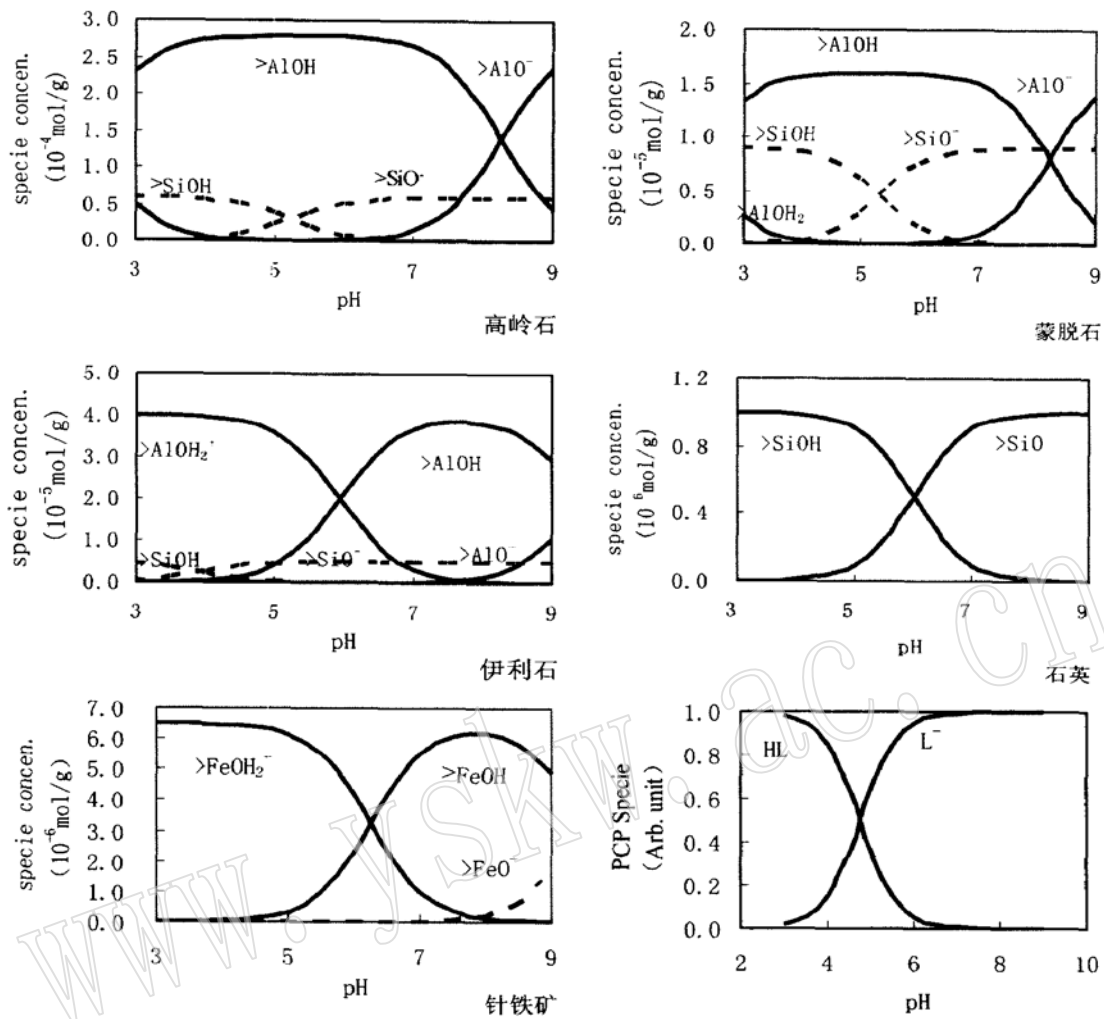 specie concen.
(10⁻⁴mol/g)
3.0
2.5
2.0
1.5
1.0
0.5
0.0
>AlOH
>AlO⁻
>SiOH
>SiO⁻
3 5 7 9
pH
高岭石
specie concen.
(10⁻⁵mol/g)
2.0
1.5
1.0
0.5
0.0
>AlOH
>AlO⁻
>SiOH
>SiO⁻
>AlOH₂
3 5 7 9
pH
蒙脱石
specie concen.
(10⁻⁵mol/g)
5.0
4.0
3.0
2.0
1.0
0.0
>AlOH₂⁺
>AlOH
>SiOH
>SiO⁻
>AlO⁻
3 5 7 9
pH
伊利石
specie concen.
(10⁻⁶mol/g)
1.2
0.8
0.4
0.0
>SiOH
>SiO
3 5 7 9
pH
石英
specie concen.
(10⁻⁶mol/g)
7.0
6.0
5.0
4.0
3.0
2.0
1.0
0.0
>FeOH₂⁻
>FeOH
>FeO⁻
3 5 7 9
pH
针铁矿
PCP Specie
(Arb. unit)
1.0
0.8
0.6
0.4
0.2
0.0
HL
L⁻
2 4 6 8 10
pH
www.yskw.ac.cn